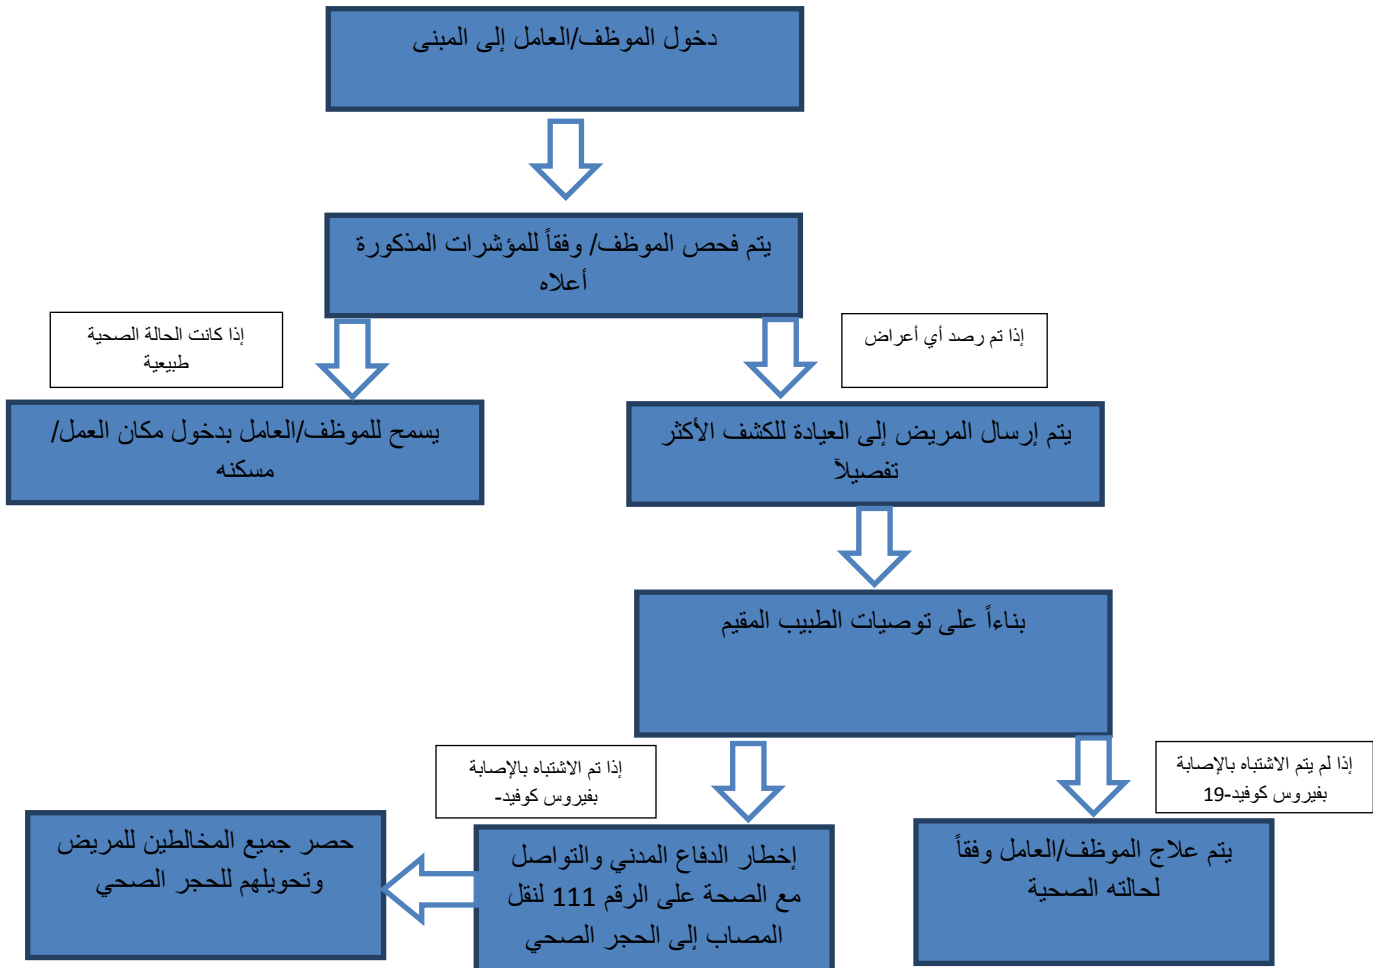 دخول الموظف/العامل إلى المبنى
يتم فحص الموظف/ وفقاً للمؤشرات المذكورة
أعلاه
إذا تم رصد أي أعراض
إذا كانت الحالة الصحية
طبيعية
يتم إرسال المريض إلى العيادة للكشف الأكثر
تفصيلاً
يسمح للموظف/العامل بدخول مكان العمل/
مسكنه
بناءاً على توصيات الطبيب المقيم
إذا لم يتم الاشتباه بالإصابة
بفيروس كوفيد-19
إذا تم الاشتباه بالإصابة
بفيروس كوفيد-
يتم علاج الموظف/العامل وفقاً
لحالته الصحية
إخطار الدفاع المدني والتواصل
مع الصحة على الرقم 111 لنقل
المصاب إلى الحجر الصحي
حصر جميع المخالطين للمريض
وتحويلهم للحجر الصحي